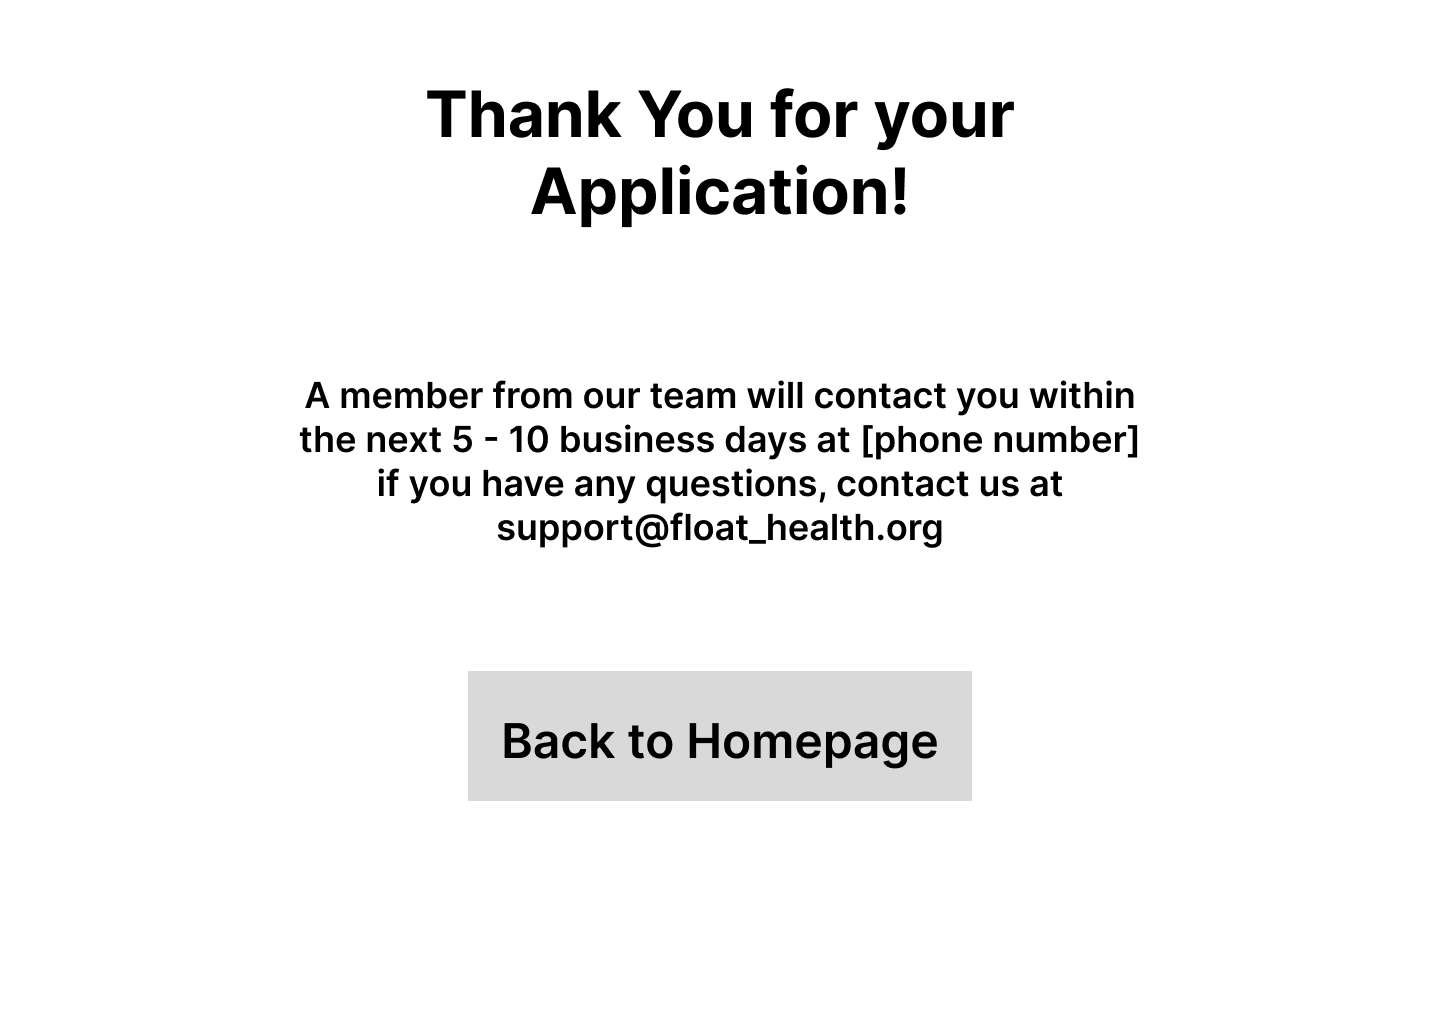 Thank You for your
Application!
A member from our team will contact you within
the next 5 - 10 business days at [phone number]
if you have any questions, contact us at
support@float_health.org
Back to Homepage